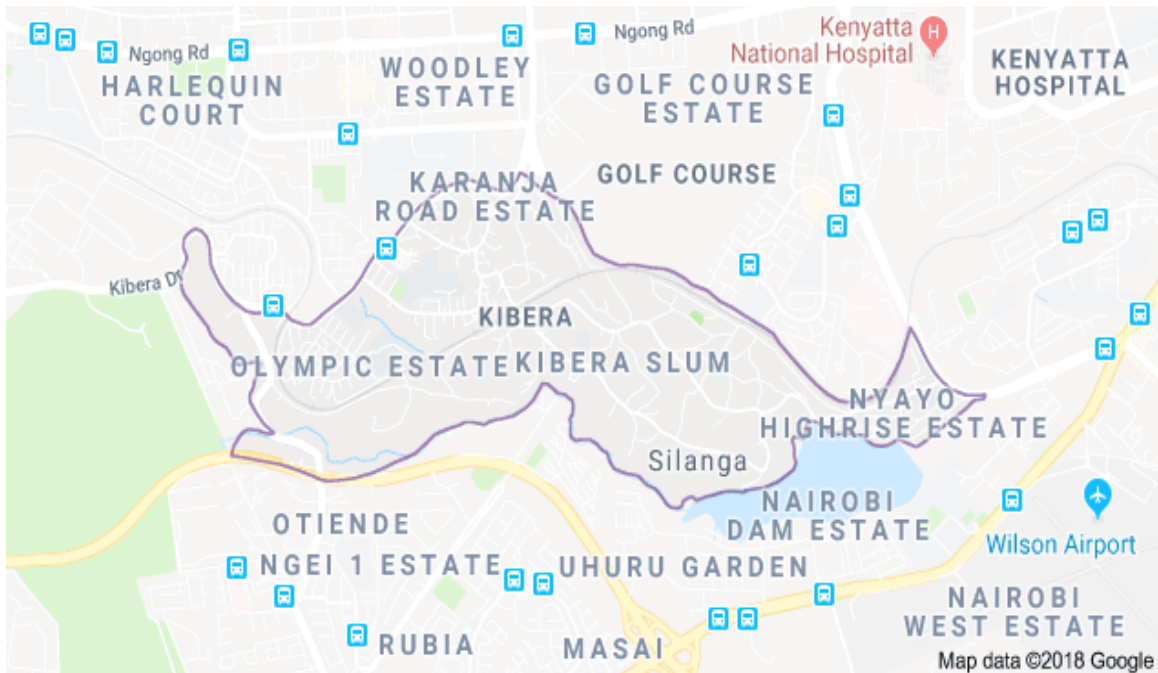 Ngong Rd
Ngong Rd
Kenyatta
National Hospital
KENYATTA
HOSPITAL
HARLEQUIN
COURT
WOODLEY
ESTATE
GOLF COURSE
ESTATE
GOLF COURSE
KARANJA
ROAD ESTATE
Kibera Dr
KIBERA
OLYMPIC ESTATE
KIBERA SLUM
NYAYO
HIGHRISE ESTATE
Silanga
NAIROBI
DAM ESTATE
OTIENDE
Wilson Airport
NGEI 1 ESTATE
UHURU GARDEN
NAIROBI
WEST ESTATE
RUBIA
MASAI
Map data ©2018 Google